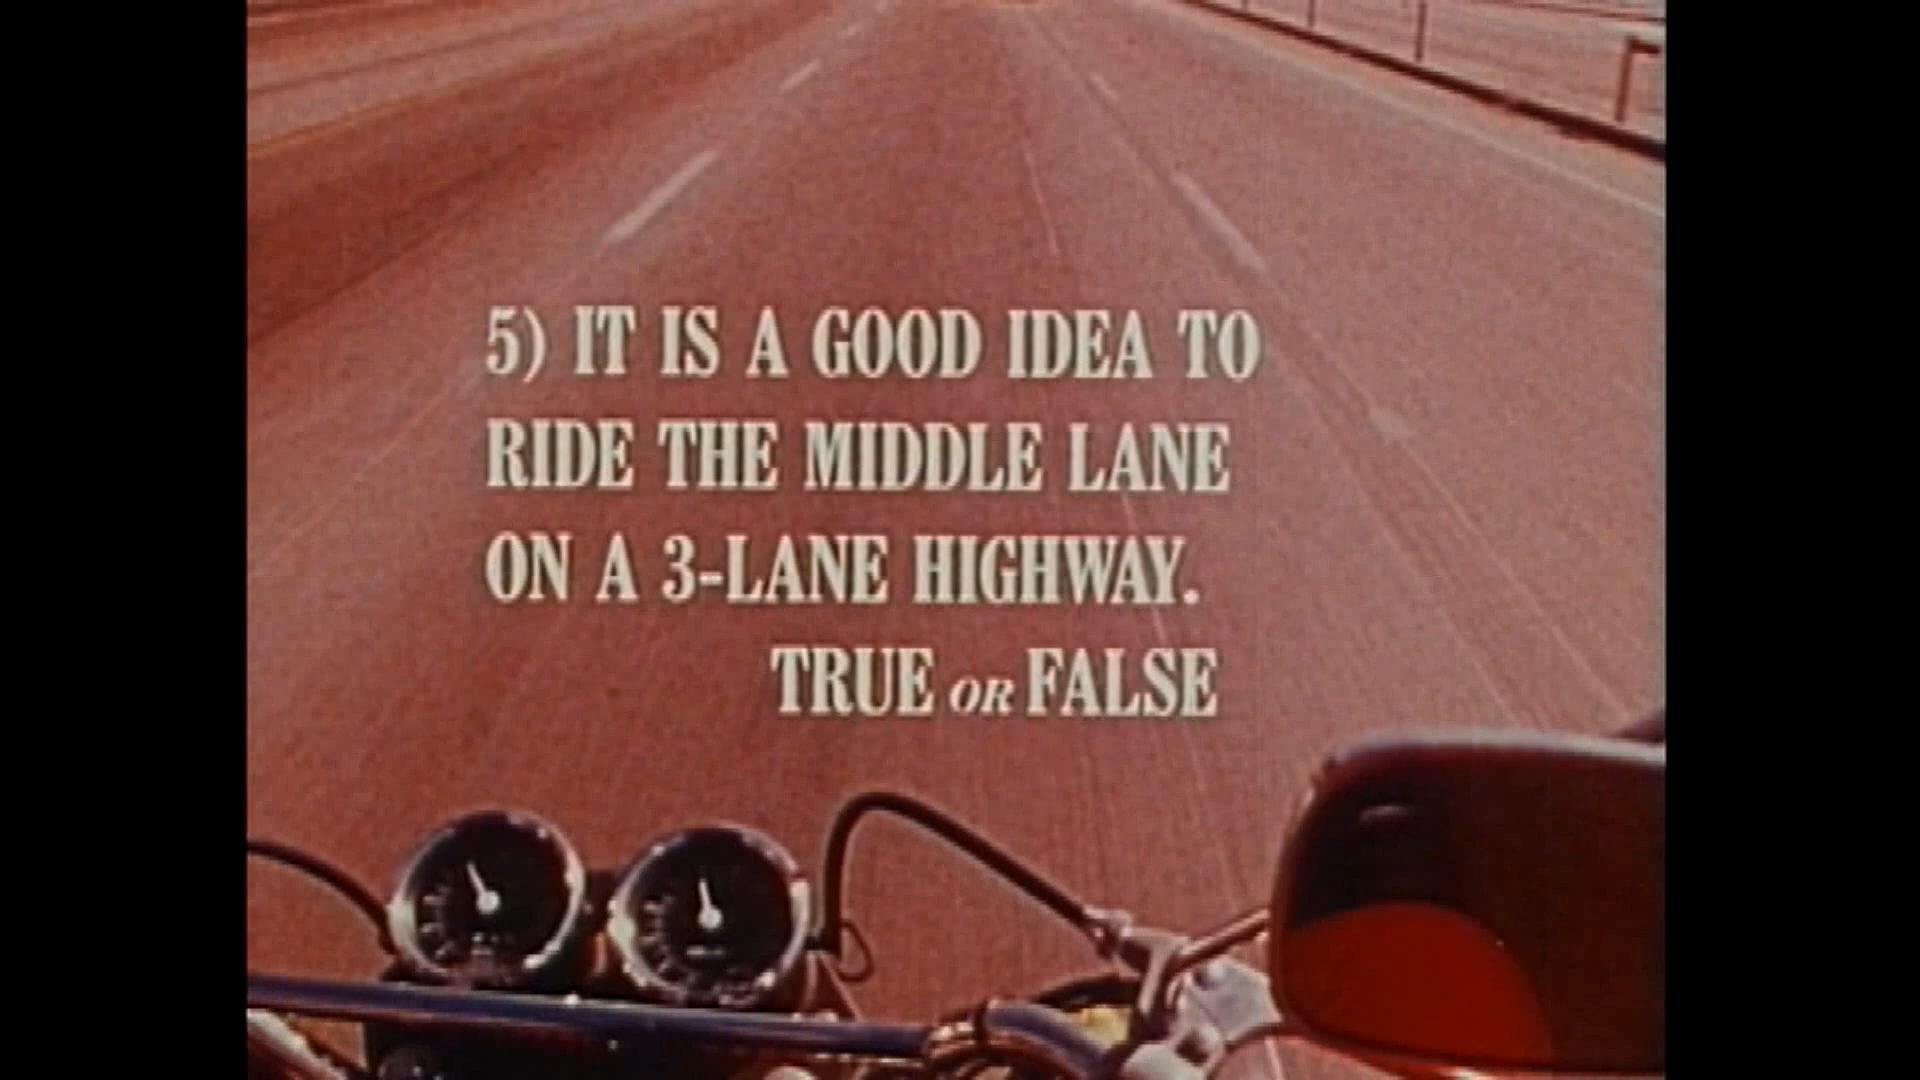 5) IT IS A GOOD IDEA TO
RIDE THE MIDDLE LANE
ON A 3-LANE HIGHWAY.
TRUE OR FALSE